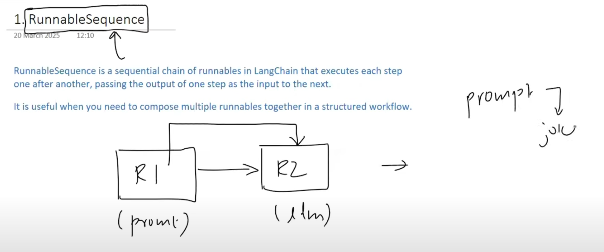 1. RunnableSequence
20 March 2025 12:10
RunnableSequence is a sequential chain of runnables in LangChain that executes each step
one after another, passing the output of one step as the input to the next.
It is useful when you need to compose multiple runnables together in a structured workflow.
prompt
R1
R2
(promt)
(llm)